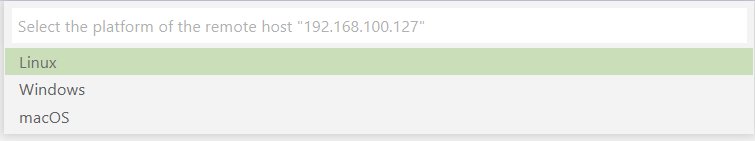 Select the platform of the remote host "192.168.100.127"
Linux
Windows
macOS